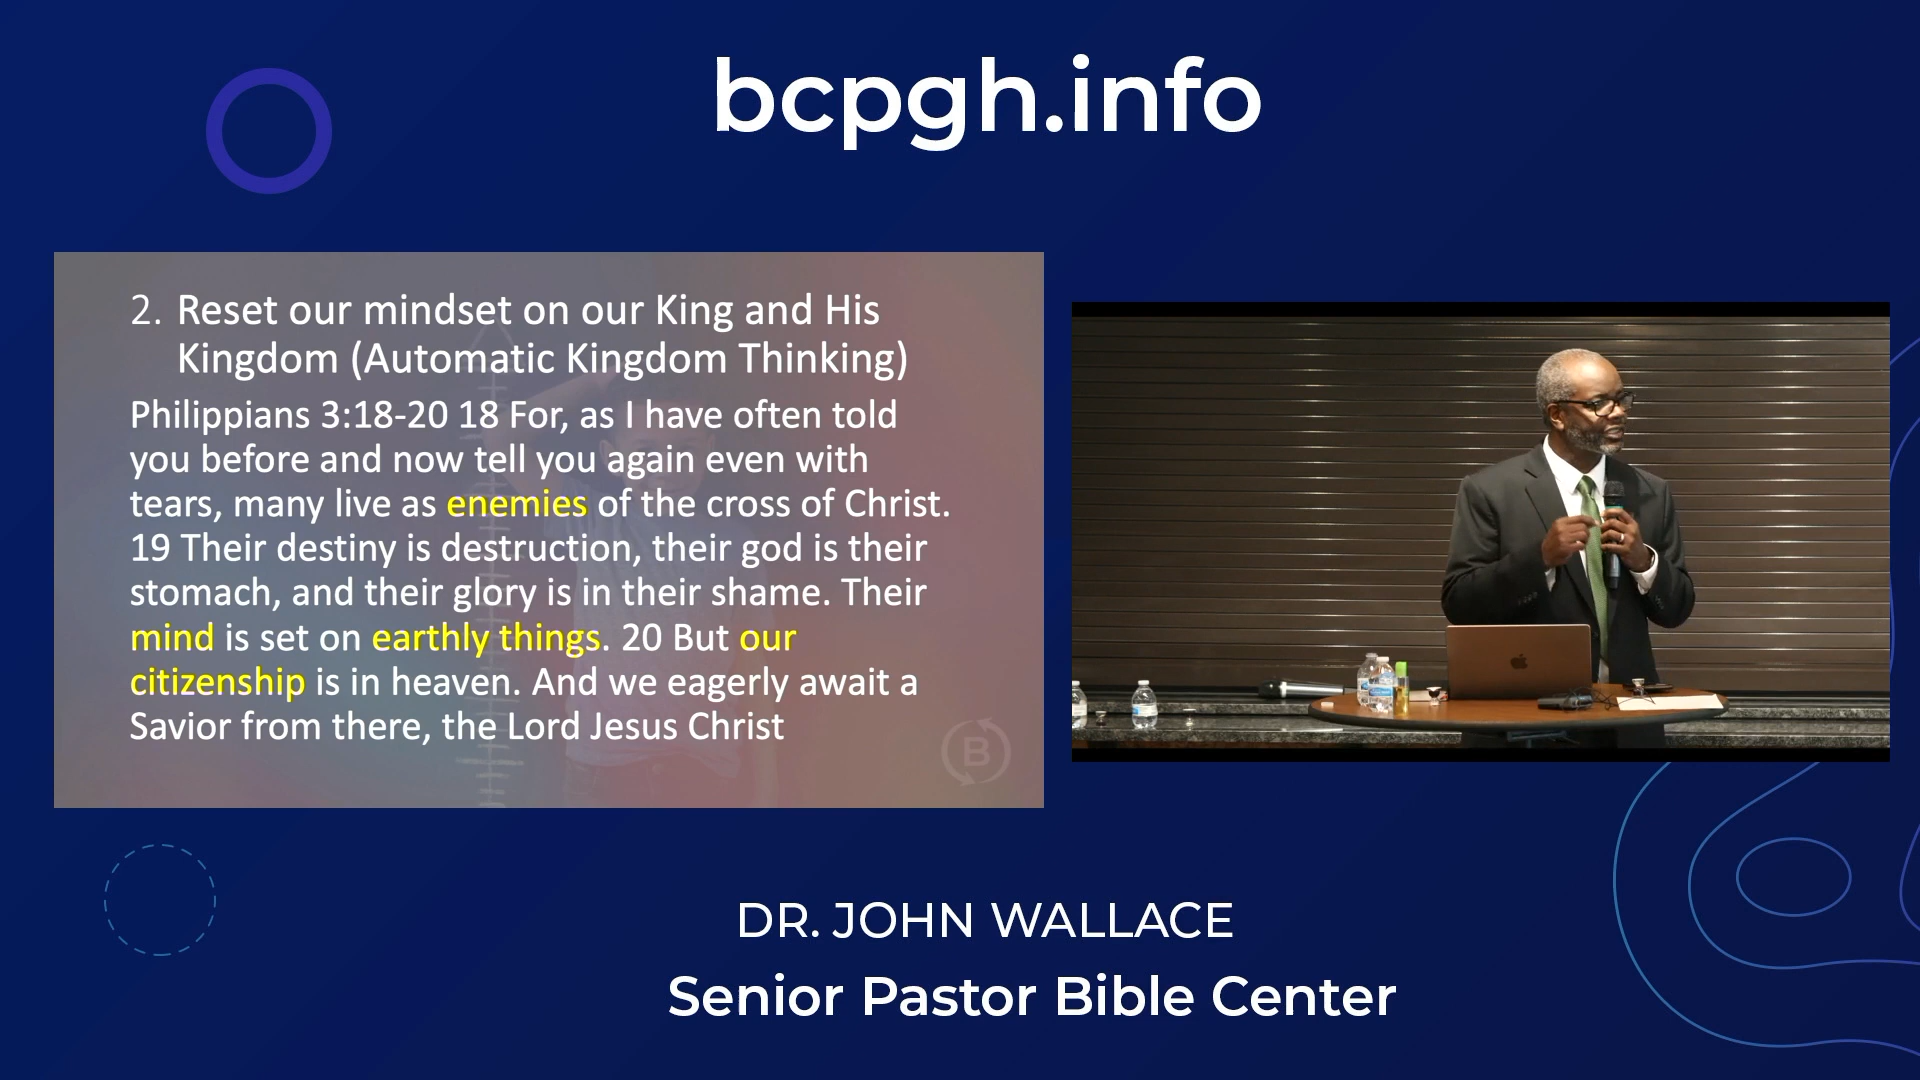 bcpgh.info
2. Reset our mindset on our King and His
Kingdom (Automatic Kingdom Thinking)
Philippians 3:18-20 18 For, as I have often told
you before and now tell you again even with
tears, many live as enemies of the cross of Christ.
19 Their destiny is destruction, their god is their
stomach, and their glory is in their shame. Their
mind is set on earthly things. 20 But our
citizenship is in heaven. And we eagerly await a
Savior from there, the Lord Jesus Christ
B
DR. JOHN WALLACE
Senior Pastor Bible Center